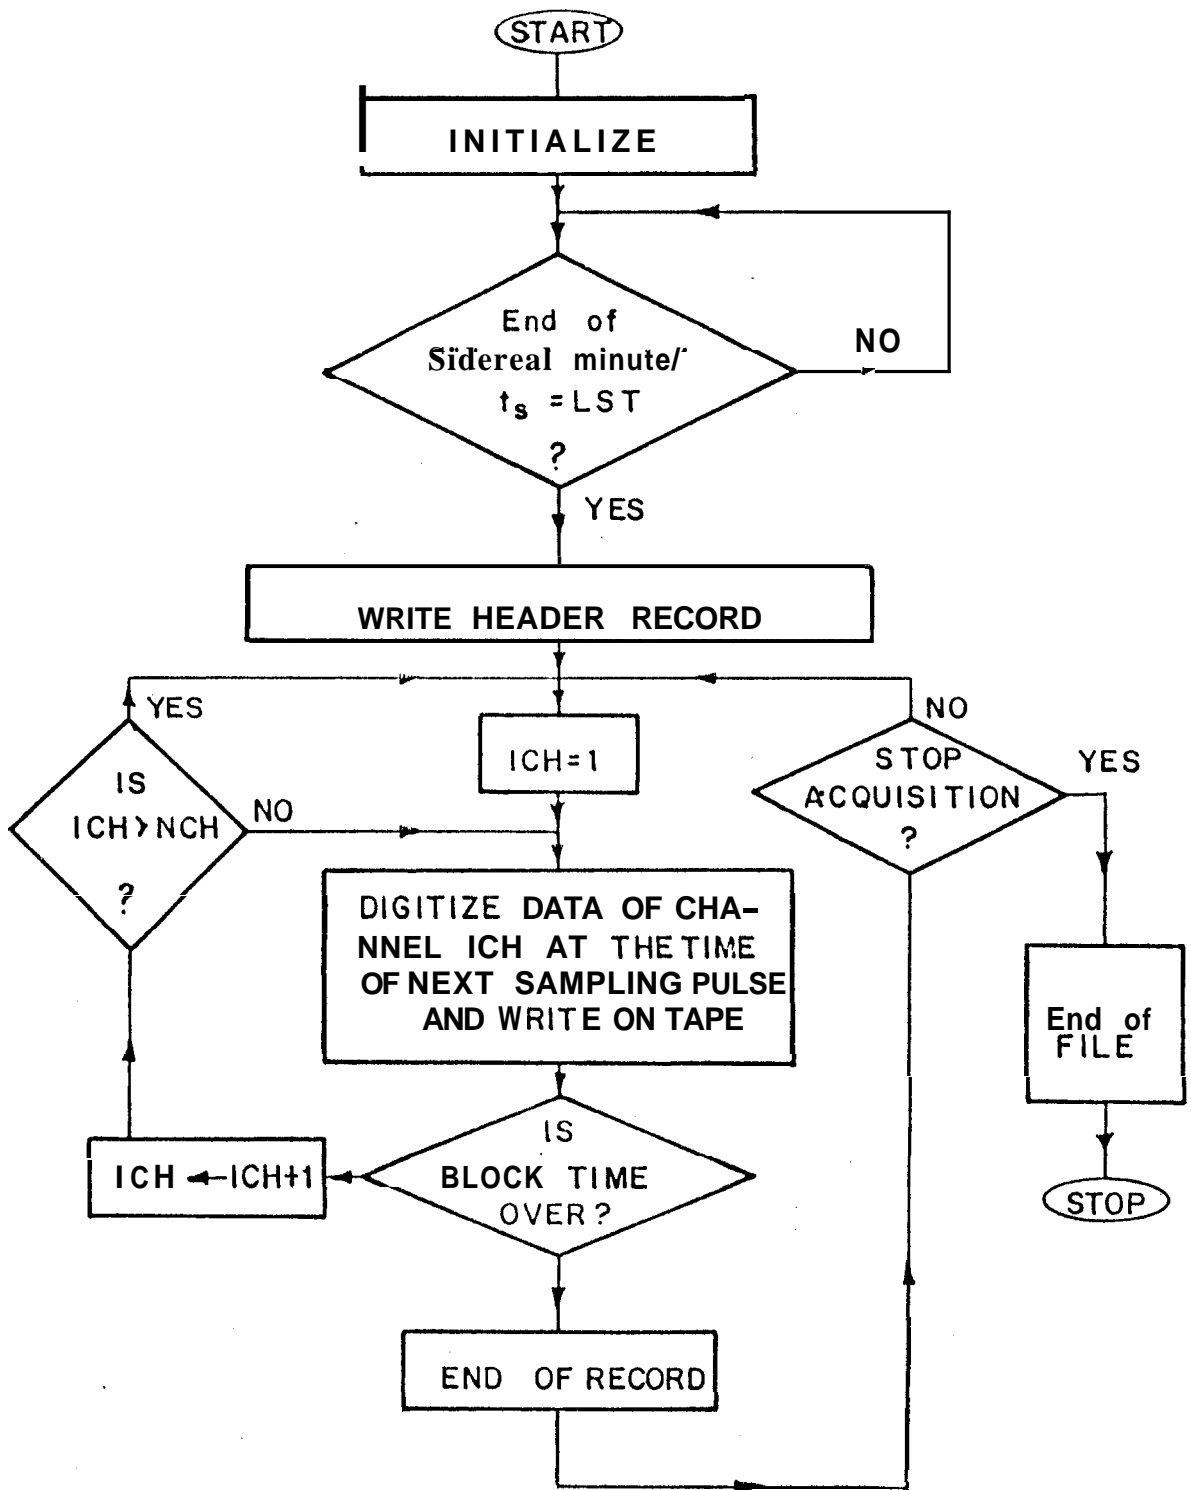 START
INITIALIZE
End of
Sidereal minute/
ts = LST
?
NO
YES
WRITE HEADER RECORD
YES
NO
ICH=1
IS
ICH>NCH
?
NO
STOP
ACQUISITION
?
YES
DIGITIZE DATA OF CHA-
NNEL ICH AT THE TIME
OF NEXT SAMPLING PULSE
AND WRITE ON TAPE
End of
FILE
IS
BLOCK TIME
OVER?
ICH ← ICH+1
STOP
END OF RECORD